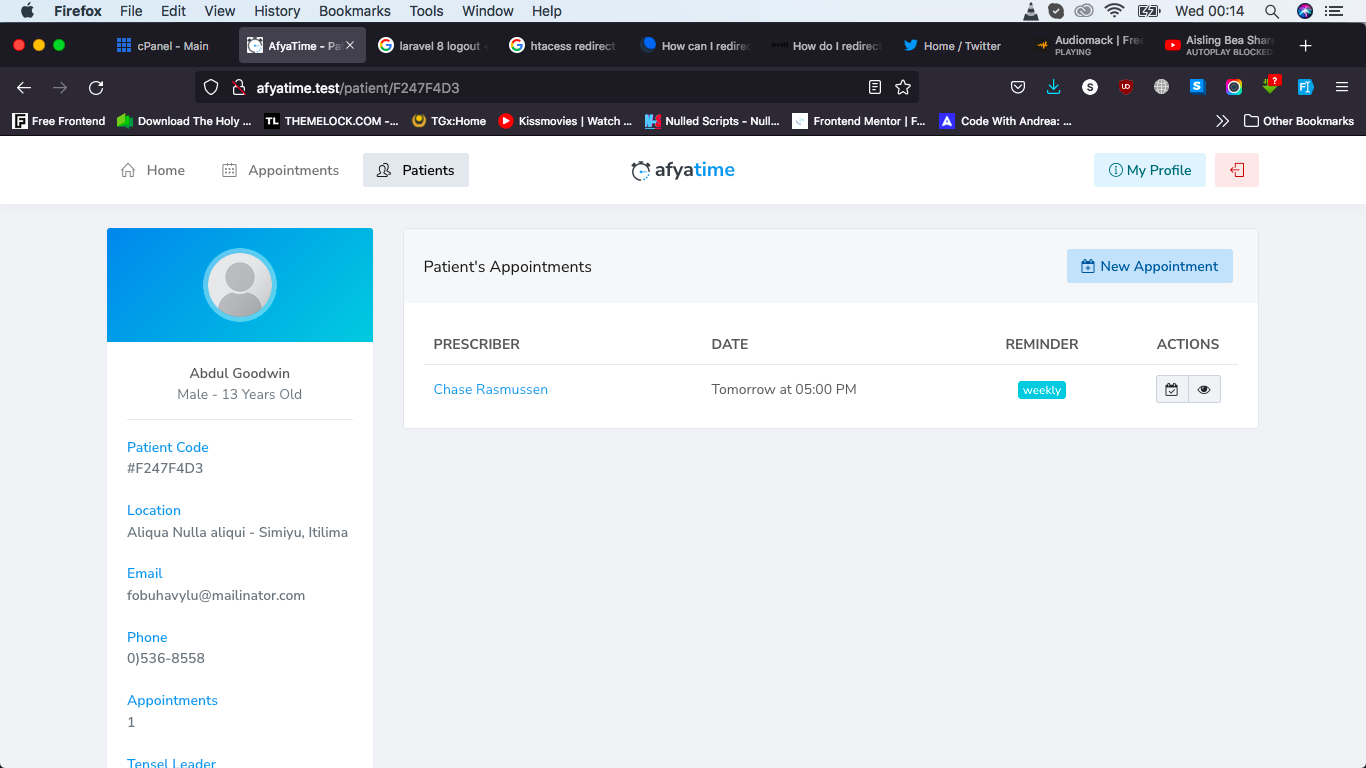 Firefox File Edit View History Bookmarks Tools Window Help Wed 00:14
cPanel - Main AfyaTime - Pa laravel 8 logout htacess redirect How can I redire How do I redirect Home / Twitter Audiomack | Free PLAYING Aisling Bea Shar AUTOPLAY BLOCKED
afyatime.test/patient/F247F4D3
Free Frontend Download The Holy ... THEMELOCK.COM -... TGx:Home Kissmovies | Watch ... Nulled Scripts - Null... Frontend Mentor | F... Code With Andrea: ... Other Bookmarks
Home Appointments Patients afyatime My Profile
Patient's Appointments New Appointment
PRESCRIBER DATE REMINDER ACTIONS
Chase Rasmussen Tomorrow at 05:00 PM weekly
Abdul Goodwin
Male - 13 Years Old
Patient Code
#F247F4D3
Location
Aliqua Nulla aliqui - Simiyu, Itilima
Email
fobuhavylu@mailinator.com
Phone
0)536-8558
Appointments
1
Tensel Leader